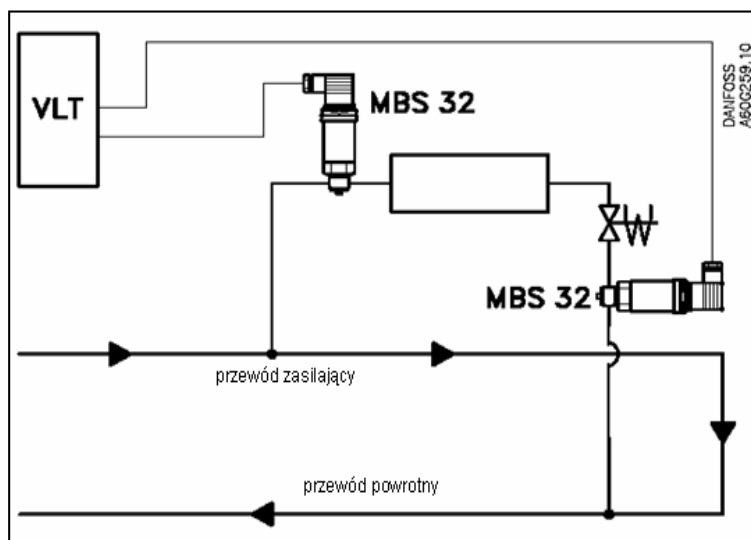 VLT
MBS 32
DANFOSS
A60G259.10
MBS 32
przewód zasilający
przewód powrotny